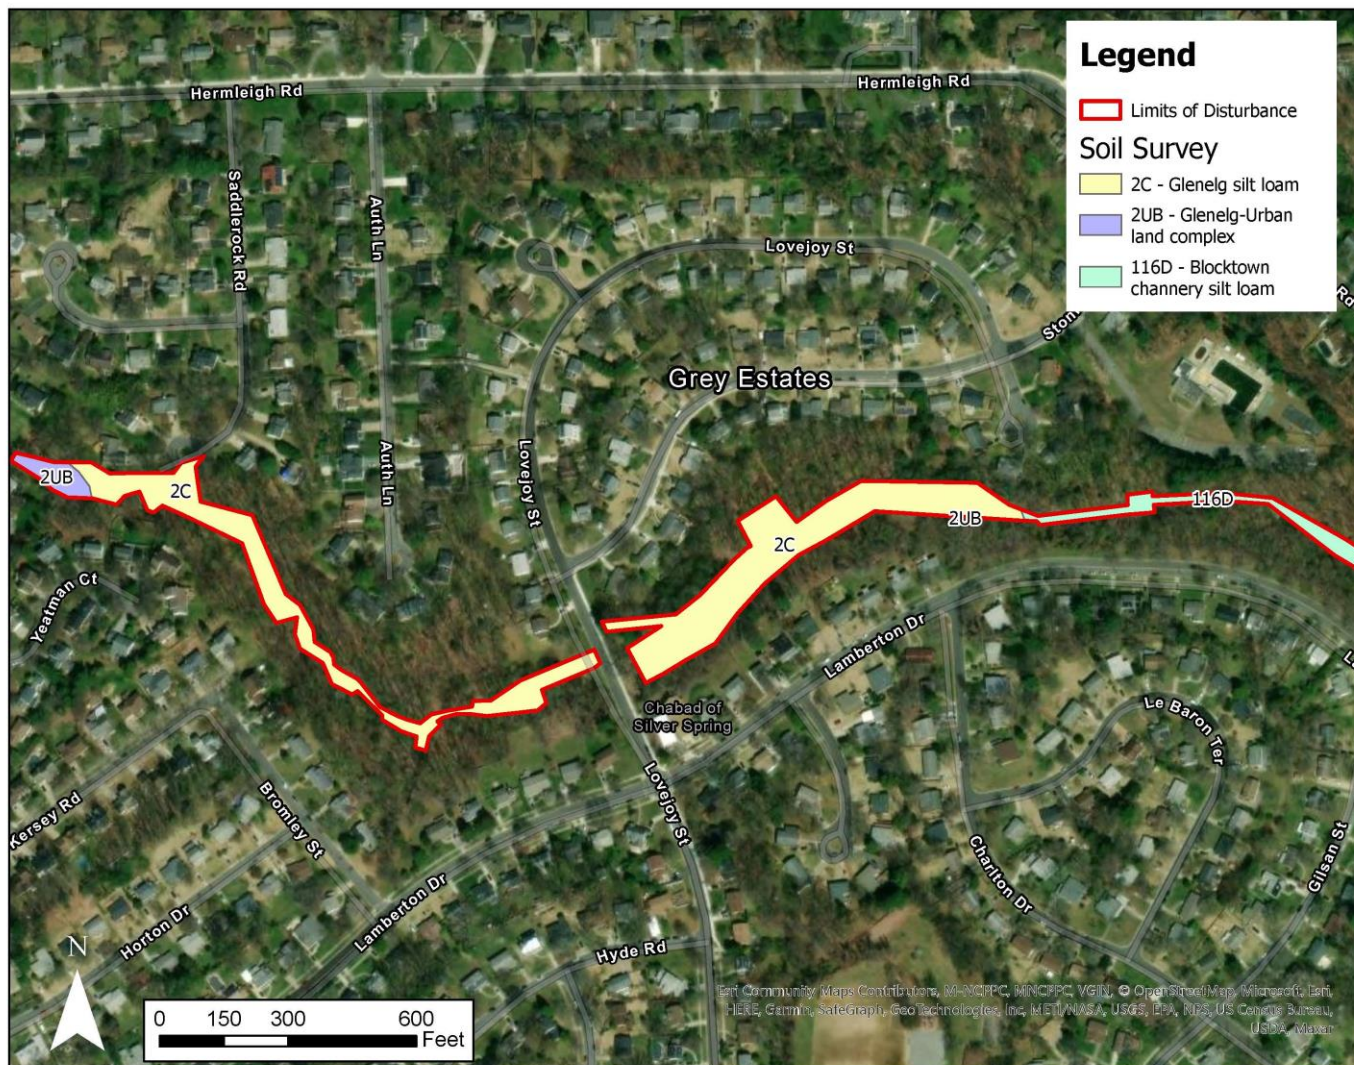 Legend
Limits of Disturbance
Soil Survey
2C - Glenelg silt loam
2UB - Glenelg-Urban
land complex
116D - Blocktown
channery silt loam
Hermleigh Rd
Hermleigh Rd
Saddlerock Rd
Auth Ln
Lovejoy St
Rd
Grey Estates
Auth Ln
Lovejoy St
2UB
2C
116D
2UB
2C
Yeatman Ct
Lamberton Dr
Chabad of
Silver Spring
Le Baron Ter
Kersey Rd
Bromley St
Lovejoy St
Charlton Dr
Gilsan St
Lamberton Dr
Horton Dr
Hyde Rd
N
0 150 300 600
Feet
Esri Community Maps Contributors, M-NCPPC, MNCPPC, VGIN, © OpenStreetMap, Microsoft, Esri,
HERE, Garmin, SafeGraph, GeoTechnologies, Inc, METI/NASA, USGS, EPA, NPS, US Census Bureau,
USDA, Maxar